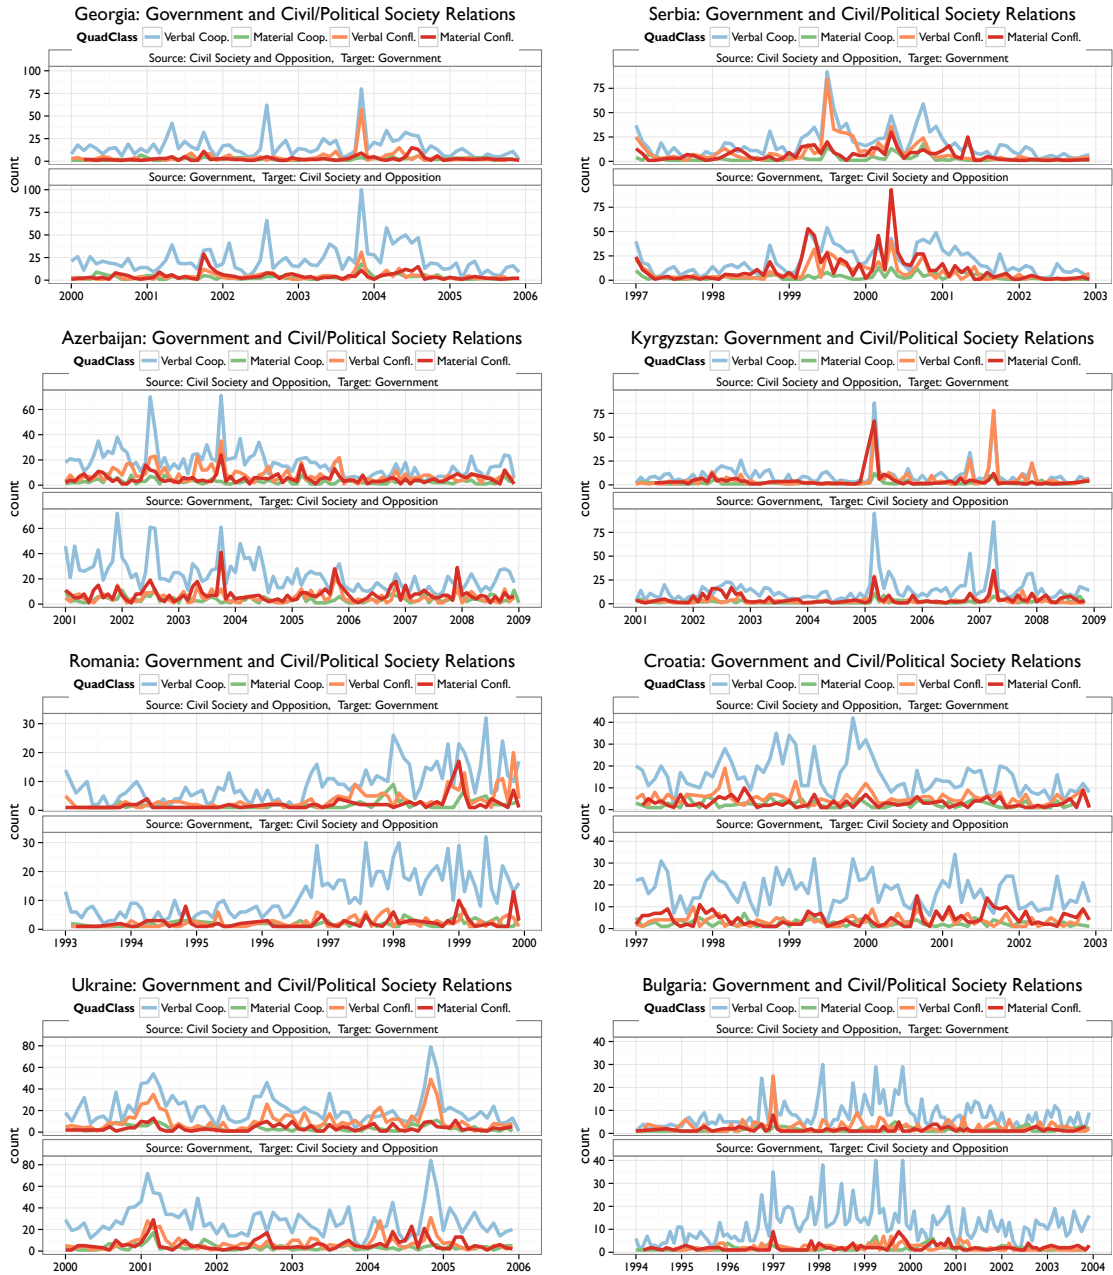 Georgia: Government and Civil/Political Society Relations
QuadClass Verbal Coop. Material Coop. Verbal Confl. Material Confl.
Source: Civil Society and Opposition, Target: Government
100
75
50
25
0
count
Source: Government, Target: Civil Society and Opposition
100
75
50
25
0
2000 2001 2002 2003 2004 2005 2006
Serbia: Government and Civil/Political Society Relations
QuadClass Verbal Coop. Material Coop. Verbal Confl. Material Confl.
Source: Civil Society and Opposition, Target: Government
75
50
25
0
count
Source: Government, Target: Civil Society and Opposition
75
50
25
0
1997 1998 1999 2000 2001 2002 2003
Azerbaijan: Government and Civil/Political Society Relations
QuadClass Verbal Coop. Material Coop. Verbal Confl. Material Confl.
Source: Civil Society and Opposition, Target: Government
60
40
20
0
count
Source: Government, Target: Civil Society and Opposition
60
40
20
0
2001 2002 2003 2004 2005 2006 2007 2008 2009
Kyrgyzstan: Government and Civil/Political Society Relations
QuadClass Verbal Coop. Material Coop. Verbal Confl. Material Confl.
Source: Civil Society and Opposition, Target: Government
75
50
25
0
count
Source: Government, Target: Civil Society and Opposition
75
50
25
0
2001 2002 2003 2004 2005 2006 2007 2008 2009
Romania: Government and Civil/Political Society Relations
QuadClass Verbal Coop. Material Coop. Verbal Confl. Material Confl.
Source: Civil Society and Opposition, Target: Government
30
20
10
0
count
Source: Government, Target: Civil Society and Opposition
30
20
10
0
1993 1994 1995 1996 1997 1998 1999 2000
Croatia: Government and Civil/Political Society Relations
QuadClass Verbal Coop. Material Coop. Verbal Confl. Material Confl.
Source: Civil Society and Opposition, Target: Government
40
30
20
10
0
count
Source: Government, Target: Civil Society and Opposition
40
30
20
10
0
1997 1998 1999 2000 2001 2002 2003
Ukraine: Government and Civil/Political Society Relations
QuadClass Verbal Coop. Material Coop. Verbal Confl. Material Confl.
Source: Civil Society and Opposition, Target: Government
80
60
40
20
0
count
Source: Government, Target: Civil Society and Opposition
80
60
40
20
0
2000 2001 2002 2003 2004 2005 2006
Bulgaria: Government and Civil/Political Society Relations
QuadClass Verbal Coop. Material Coop. Verbal Confl. Material Confl.
Source: Civil Society and Opposition, Target: Government
40
30
20
10
0
count
Source: Government, Target: Civil Society and Opposition
40
30
20
10
0
1994 1995 1996 1997 1998 1999 2000 2001 2002 2003 2004